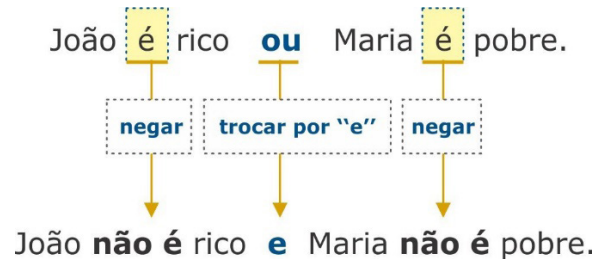 João é rico ou Maria é pobre.
negar trocar por ‘‘e’’ negar
João não é rico e Maria não é pobre.